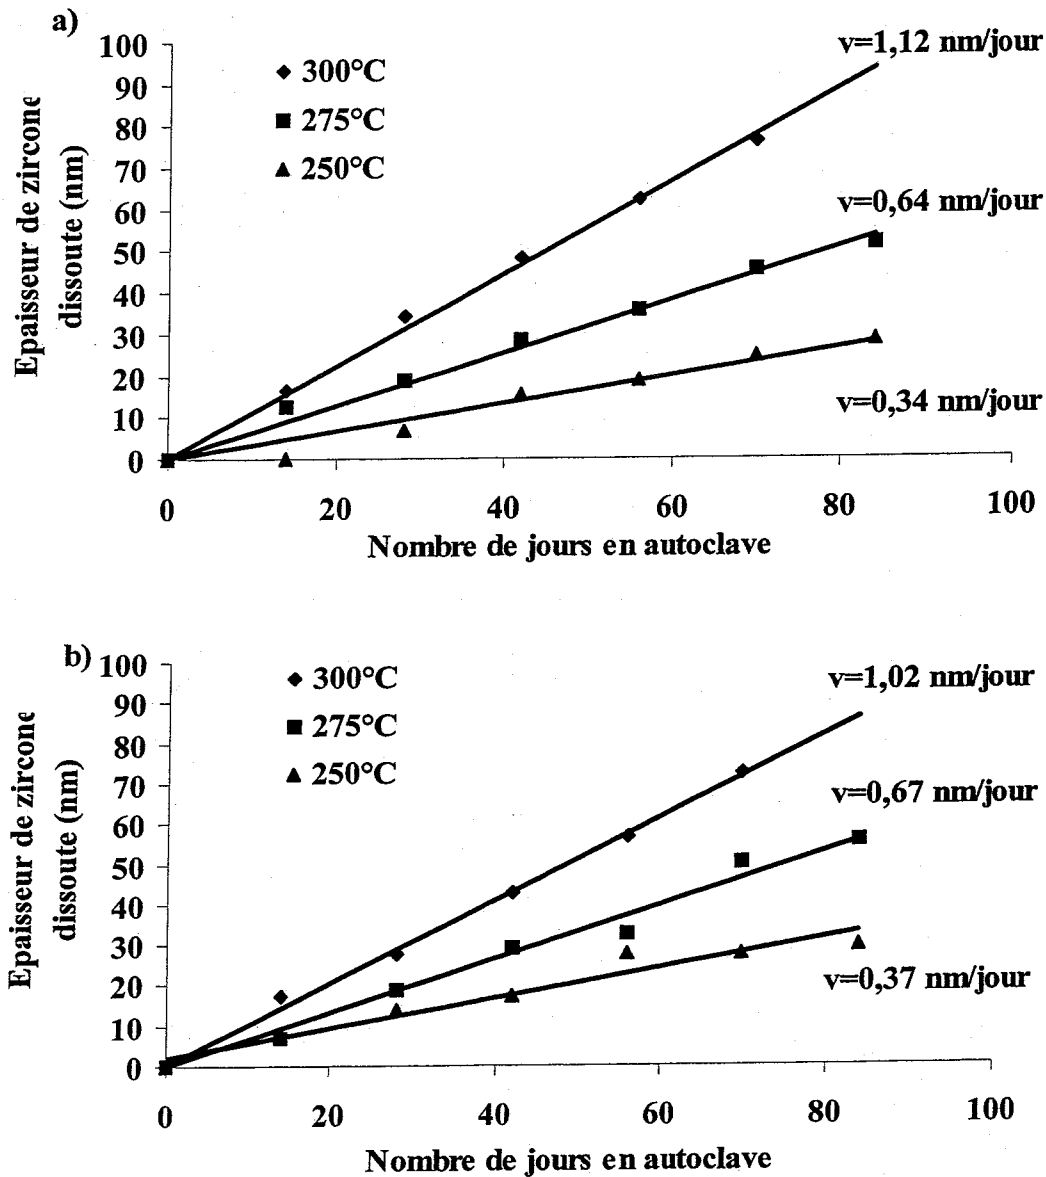 a)
100
90
80
70
60
50
40
30
20
10
0
Epaisseur de zircone
dissoute (nm)
300°C
275°C
250°C
v=1,12 nm/jour
v=0,64 nm/jour
v=0,34 nm/jour
0 20 40 60 80 100
Nombre de jours en autoclave
b)
100
90
80
70
60
50
40
30
20
10
0
Epaisseur de zircone
dissoute (nm)
300°C
275°C
250°C
v=1,02 nm/jour
v=0,67 nm/jour
v=0,37 nm/jour
0 20 40 60 80 100
Nombre de jours en autoclave